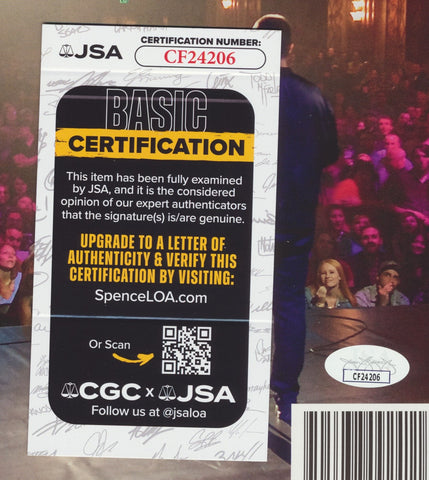 JSA
CERTIFICATION NUMBER:
CF24206
BASIC
CERTIFICATION
This item has been fully examined
by JSA, and it is the considered
opinion of our expert authenticators
that the signature(s) is/are genuine.
UPGRADE TO A LETTER OF
AUTHENTICITY & VERIFY THIS
CERTIFICATION BY VISITING:
SpenceLOA.com
Or Scan
CGC x JSA
Follow us at @jsaloa
CF24206